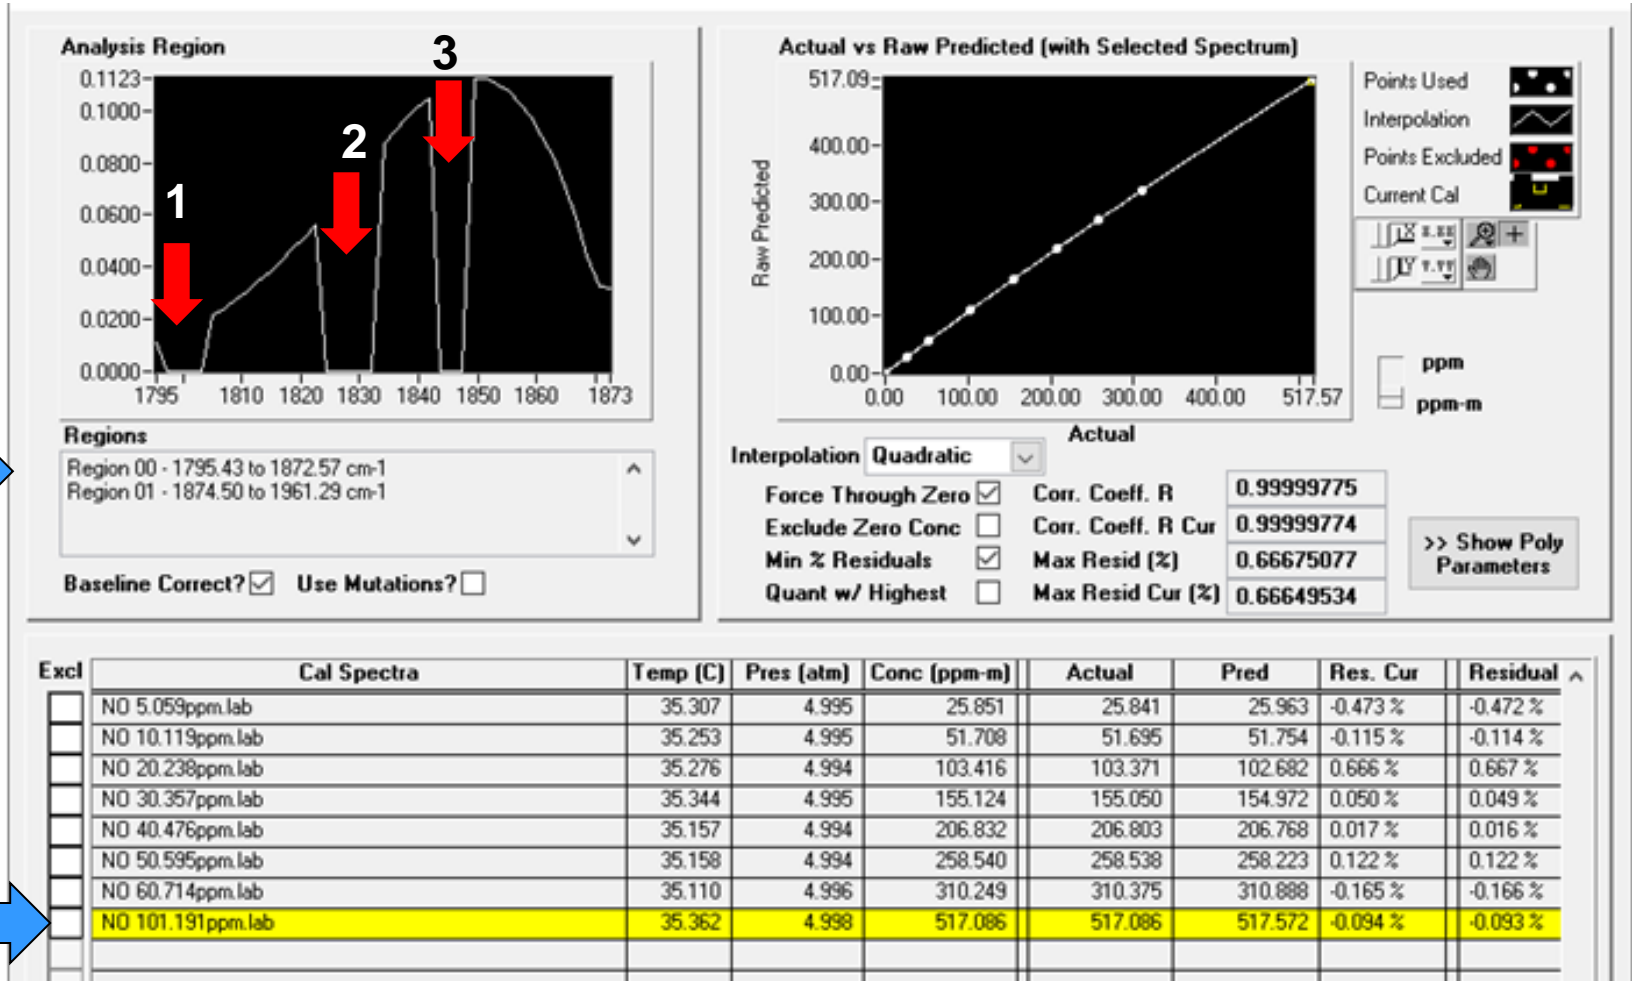 Analysis Region
3
0.1123
0.1000
2
0.0800
1
0.0600
0.0400
0.0200
0.0000
1795 1810 1820 1830 1840 1850 1860 1873
Regions
Region 00 - 1795.43 to 1872.57 cm-1
Region 01 - 1874.50 to 1961.29 cm-1
Baseline Correct? Use Mutations?
Actual vs Raw Predicted (with Selected Spectrum)
517.09
400.00
300.00
200.00
100.00
0.00
Raw Predicted
0.00 100.00 200.00 300.00 400.00 517.57
Actual
Points Used
Interpolation
Points Excluded
Current Cal
X X.XX
Y Y.YY
ppm
ppm-m
Interpolation Quadratic
Force Through Zero Corr. Coeff. R 0.99999775
Exclude Zero Conc Corr. Coeff. R Cur 0.99999774
Min % Residuals Max Resid (%) 0.66675077
Quant w/ Highest Max Resid Cur (%) 0.66649534
>> Show Poly
Parameters
Excl Cal Spectra Temp (C) Pres (atm) Conc (ppm-m) Actual Pred Res. Cur Residual
NO 5.059ppm.lab 35.307 4.995 25.851 25.841 25.963 -0.473 % -0.472 %
NO 10.119ppm.lab 35.253 4.995 51.708 51.695 51.754 -0.115 % -0.114 %
NO 20.238ppm.lab 35.276 4.994 103.416 103.371 102.682 0.666 % 0.667 %
NO 30.357ppm.lab 35.344 4.995 155.124 155.050 154.972 0.050 % 0.049 %
NO 40.476ppm.lab 35.157 4.994 206.832 206.803 206.768 0.017 % 0.016 %
NO 50.595ppm.lab 35.158 4.994 258.540 258.538 258.223 0.122 % 0.122 %
NO 60.714ppm.lab 35.110 4.996 310.249 310.375 310.888 -0.165 % -0.166 %
NO 101.191ppm.lab 35.362 4.998 517.086 517.086 517.572 -0.094 % -0.093 %